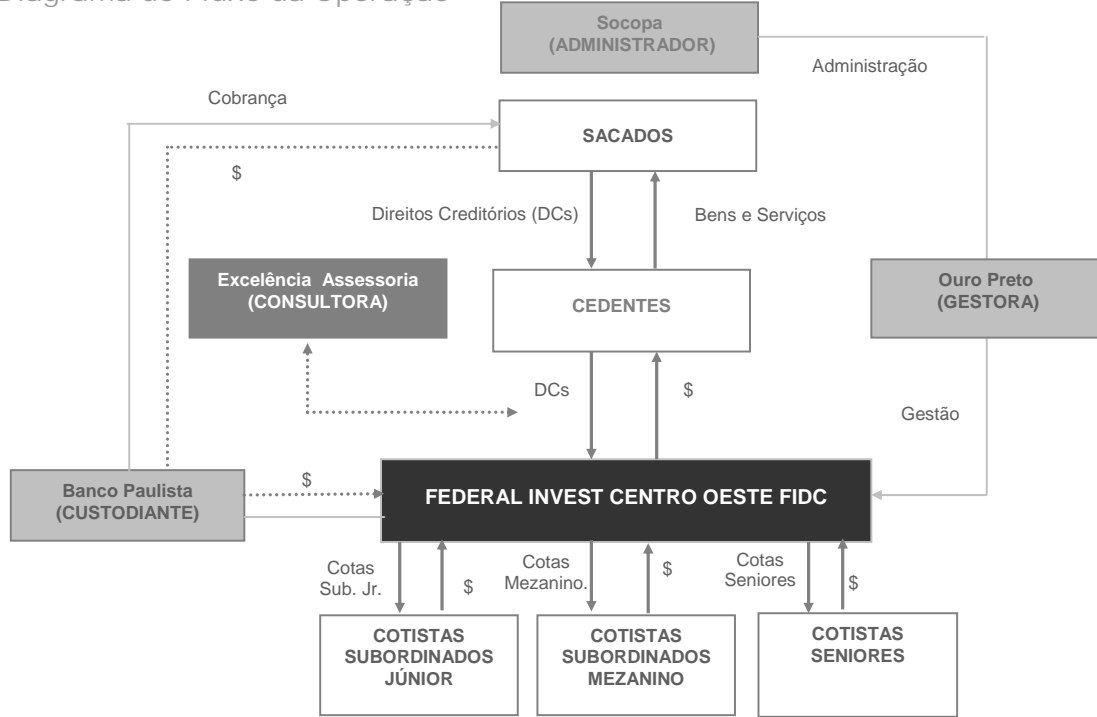 Diagrama do Fluxo da Operação
Socopa
(ADMINISTRADOR)
Administração
Cobrança
SACADOS
$
Direitos Creditórios (DCs)
Bens e Serviços
Excelência Assessoria
(CONSULTORA)
CEDENTES
Ouro Preto
(GESTORA)
DCs
$
Gestão
Banco Paulista
(CUSTODIANTE)
$
FEDERAL INVEST CENTRO OESTE FIDC
Cotas
Sub. Jr.
$
Cotas
Mezanino.
$
Cotas
Seniores
$
COTISTAS
SUBORDINADOS
JÚNIOR
COTISTAS
SUBORDINADOS
MEZANINO
COTISTAS
SENIORES